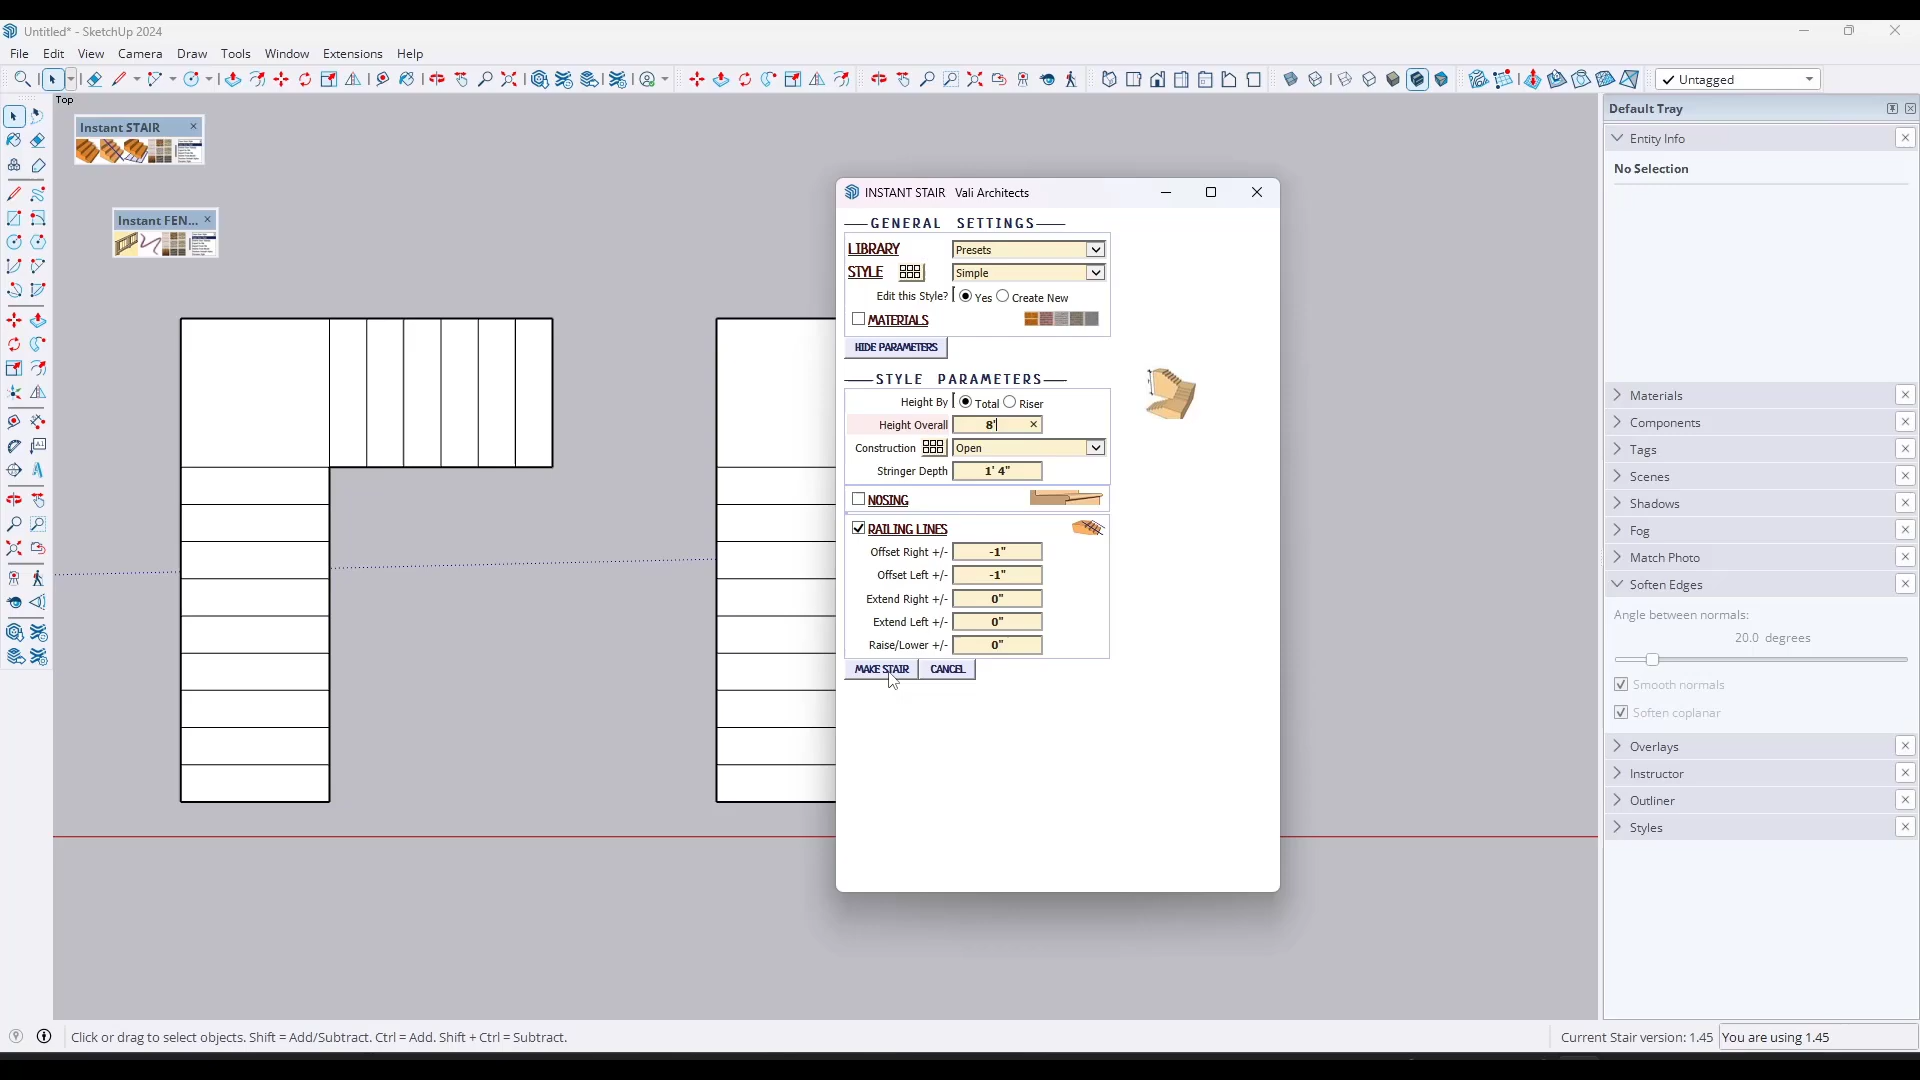 Untitled* - SketchUp 2024
File Edit View Camera Draw Tools Window Extensions Help
Untagged
Top
Instant STAIR
Instant FEN...
INSTANT STAIR Vali Architects
GENERAL SETTINGS
LIBRARY Presets
STYLE Simple
Edit this Style? Yes Create New
MATERIALS
HIDE PARAMETERS
STYLE PARAMETERS
Height By Total Riser
Height Overall 8'
Construction Open
Stringer Depth 1' 4"
NOSING
RAILING LINES
Offset Right +/- -1"
Offset Left +/- -1"
Extend Right +/- 0"
Extend Left +/- 0"
Raise/Lower +/- 0"
MAKE STAIR CANCEL
Default Tray
Entity Info
No Selection
Materials
Components
Tags
Scenes
Shadows
Fog
Match Photo
Soften Edges
Angle between normals:
20.0 degrees
Smooth normals
Soften coplanar
Overlays
Instructor
Outliner
Styles
Click or drag to select objects. Shift = Add/Subtract. Ctrl = Add. Shift + Ctrl = Subtract.
Current Stair version: 1.45 You are using 1.45